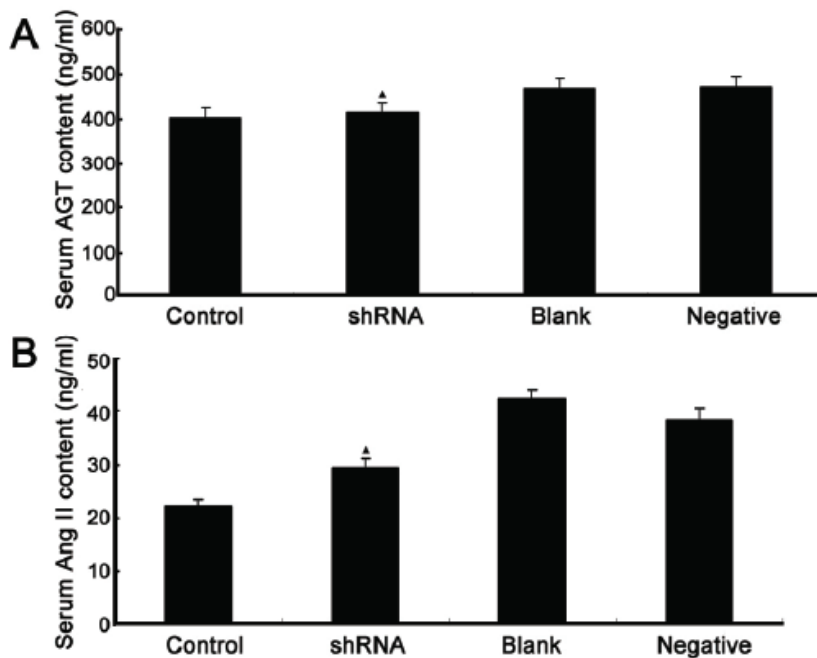 A
Serum AGT content (ng/ml)
600
500
400
300
200
100
0
▲
Control shRNA Blank Negative
B
Serum Ang II content (ng/ml)
50
40
30
20
10
0
▲
Control shRNA Blank Negative